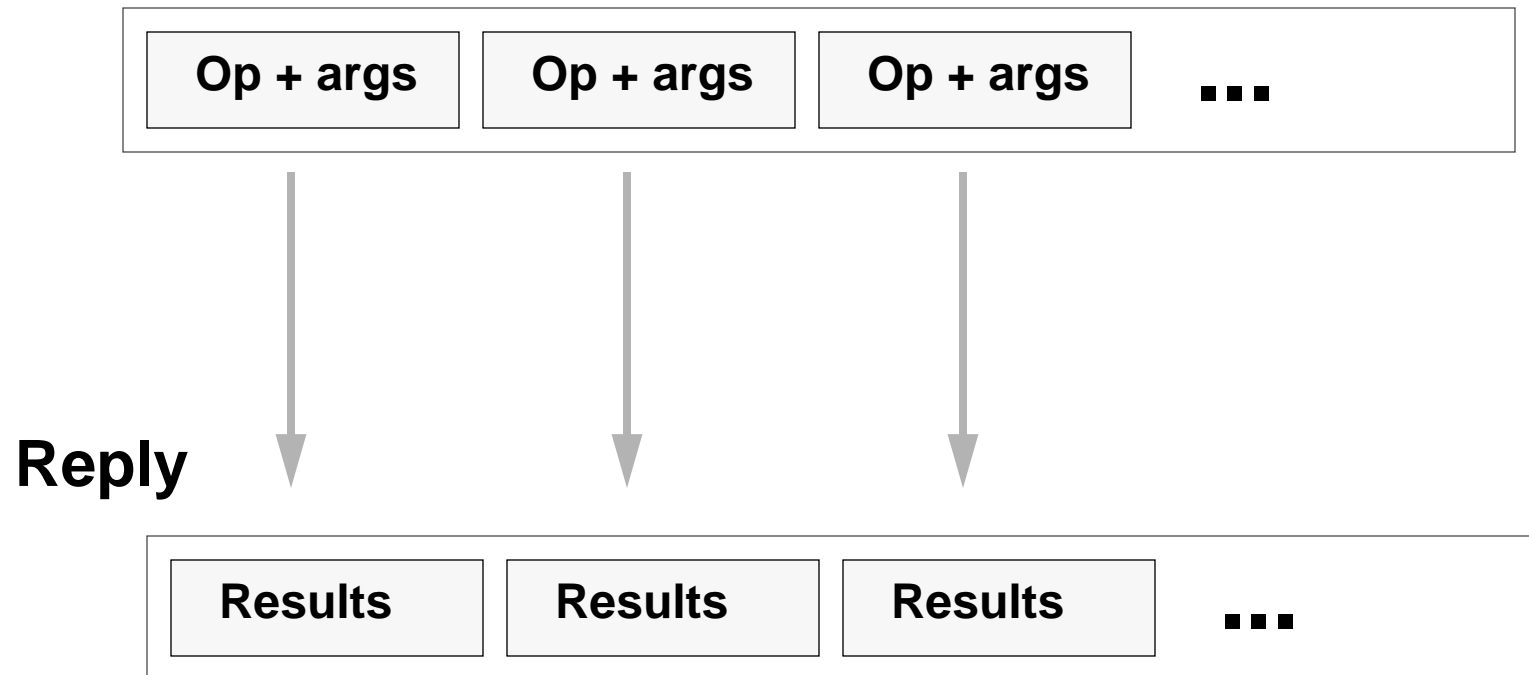 Op + args Op + args Op + args ...
Reply
Results Results Results ...